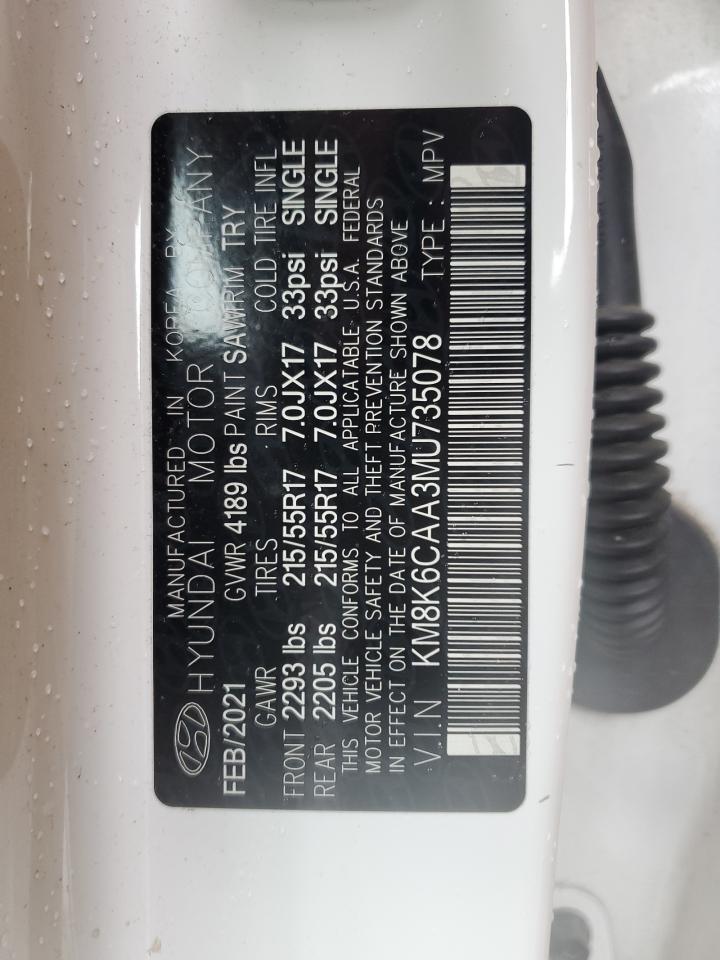 MANUFACTURED IN KOREA BY
HYUNDAI MOTOR COMPANY
FEB/2021 GVWR 4189 lbs PAINT SAW TRIM TRY
GAWR TIRES RIMS COLD TIRE INFL
FRONT 2293 lbs 215/55R17 7.0JX17 33psi SINGLE
REAR 2205 lbs 215/55R17 7.0JX17 33psi SINGLE
THIS VEHICLE CONFORMS TO ALL APPLICATABLE U.S.A. FEDERAL
MOTOR VEHICLE SAFETY AND THEFT PREVENTION STANDARDS
IN EFFECT ON THE DATE OF MANUFACTURE SHOWN ABOVE
V.I.N KM8K6CAA3MU735078 TYPE : MPV